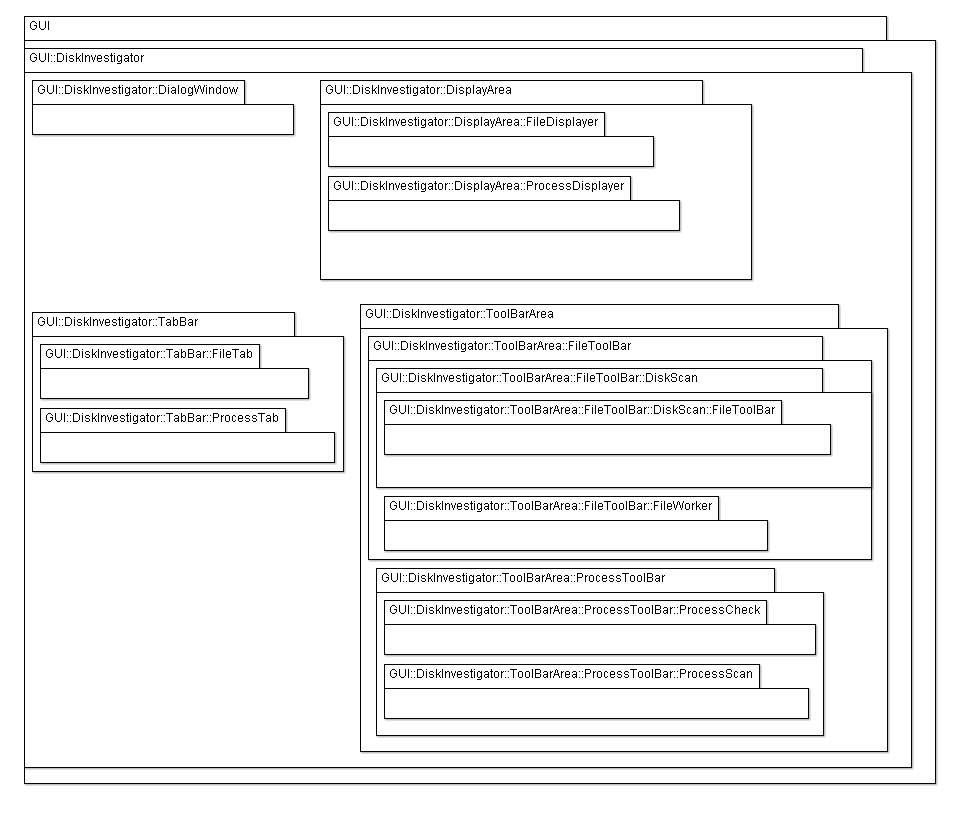 GUI
GUI::DiskInvestigator
GUI::DiskInvestigator::DialogWindow
GUI::DiskInvestigator::DisplayArea
GUI::DiskInvestigator::DisplayArea::FileDisplayer
GUI::DiskInvestigator::DisplayArea::ProcessDisplayer
GUI::DiskInvestigator::TabBar
GUI::DiskInvestigator::TabBar::FileTab
GUI::DiskInvestigator::TabBar::ProcessTab
GUI::DiskInvestigator::ToolBarArea
GUI::DiskInvestigator::ToolBarArea::FileToolBar
GUI::DiskInvestigator::ToolBarArea::FileToolBar::DiskScan
GUI::DiskInvestigator::ToolBarArea::FileToolBar::DiskScan::FileToolBar
GUI::DiskInvestigator::ToolBarArea::FileToolBar::FileWorker
GUI::DiskInvestigator::ToolBarArea::ProcessToolBar
GUI::DiskInvestigator::ToolBarArea::ProcessToolBar::ProcessCheck
GUI::DiskInvestigator::ToolBarArea::ProcessToolBar::ProcessScan